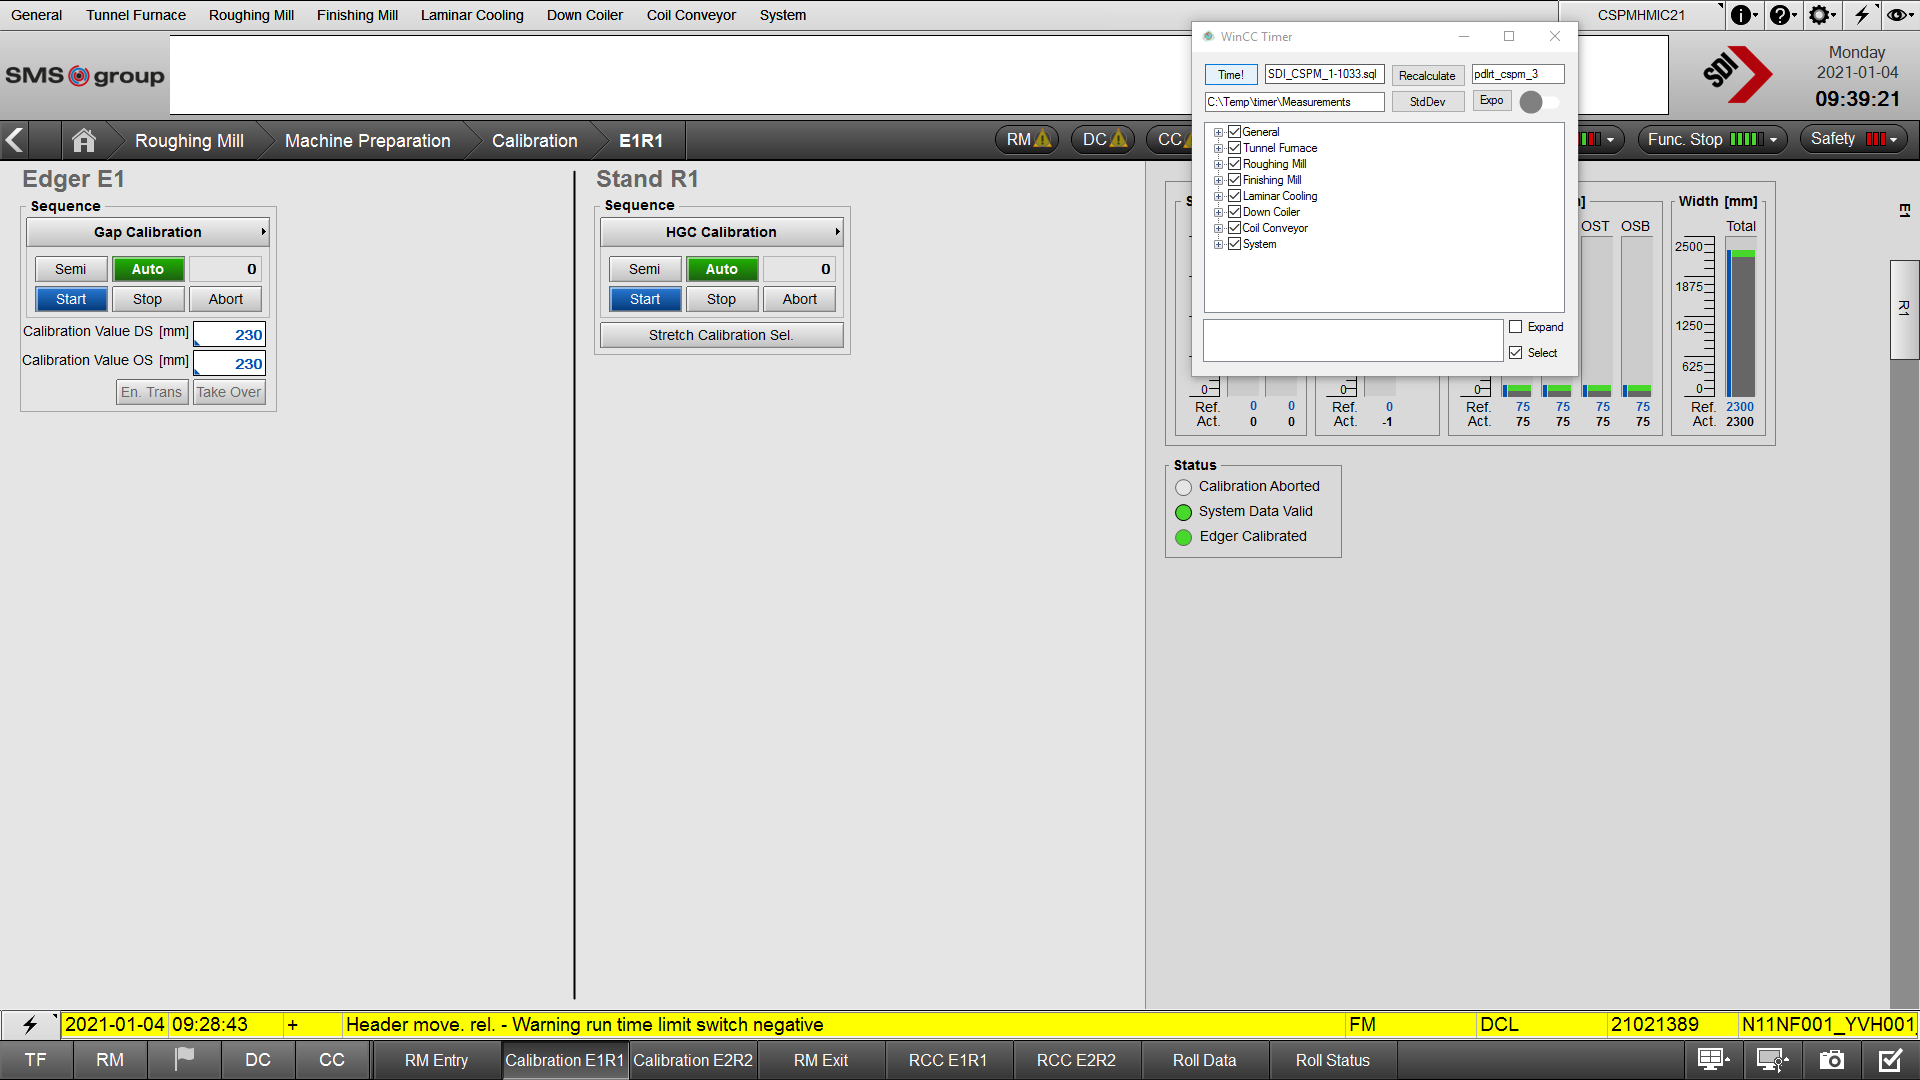 General Tunnel Furnace Roughing Mill Finishing Mill Laminar Cooling Down Coiler Coil Conveyor System CSPMHMIC21
SMS group
SDI
Monday
2021-01-04
09:39:21
WinCC Timer
Time! SDI_CSPM_1-1033.sql Recalculate pdlrt_cspm_3
C:\Temp\timer\Measurements StdDev Expo
General
Tunnel Furnace
Roughing Mill
Finishing Mill
Laminar Cooling
Down Coiler
Coil Conveyor
System
Expand
Select
Roughing Mill Machine Preparation Calibration E1R1 RM DC CC Func. Stop Safety
Edger E1
Sequence
Gap Calibration
Semi Auto 0
Start Stop Abort
Calibration Value DS [mm] 230
Calibration Value OS [mm] 230
En. Trans Take Over
Stand R1
Sequence
HGC Calibration
Semi Auto 0
Start Stop Abort
Stretch Calibration Sel.
OST OSB
Width [mm]
Total
2500
1875
1250
625
0 0 0 0
Ref. 0 0 Ref. 0 Ref. 75 75 75 75 Ref. 2300
Act. 0 0 Act. -1 Act. 75 75 75 75 Act. 2300
E1
R1
Status
Calibration Aborted
System Data Valid
Edger Calibrated
2021-01-04 09:28:43 + Header move. rel. - Warning run time limit switch negative FM DCL 21021389 N11NF001_YVH001
TF RM DC CC RM Entry Calibration E1R1 Calibration E2R2 RM Exit RCC E1R1 RCC E2R2 Roll Data Roll Status